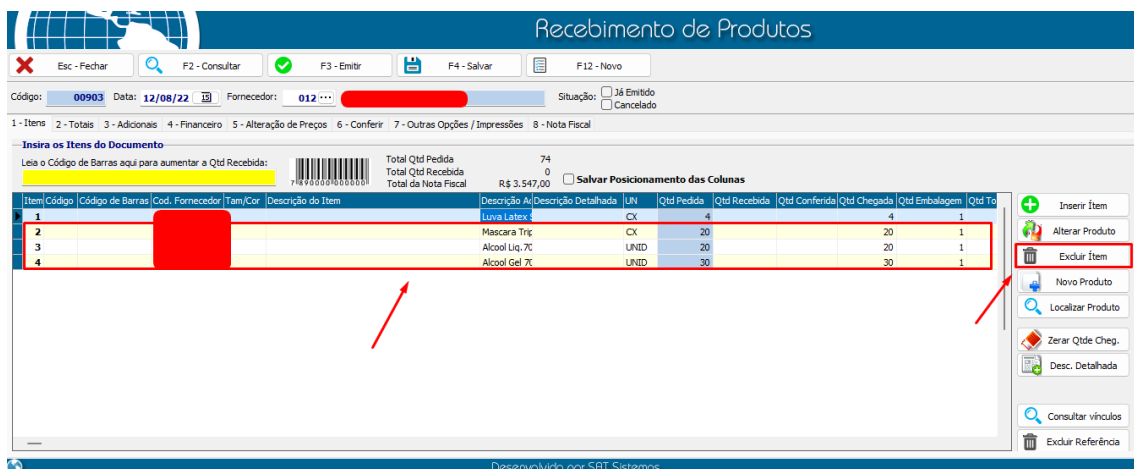 Recebimento de Produtos
Esc - Fechar F2 - Consultar F3 - Emitir F4 - Salvar F12 - Novo
Código: 00903 Data: 12/08/22 15 Fornecedor: 012 ... Situação: Já Emitido
Cancelado
1 - Itens 2 - Totais 3 - Adicionais 4 - Financeiro 5 - Alteração de Preços 6 - Conferir 7 - Outras Opções / Impressões 8 - Nota Fiscal
Insira os Itens do Documento
Leia o Código de Barras aqui para aumentar a Qtd Recebida:
7 890000 000000
Total Qtd Pedida 74
Total Qtd Recebida 0
Total da Nota Fiscal R$ 3.547,00
Salvar Posicionamento das Colunas
Item Código Código de Barras Cod. Fornecedor Tam/Cor Descrição do Item Descrição Ad Descrição Detalhada UN Qtd Pedida Qtd Recebida Qtd Conferida Qtd Chegada Qtd Embalagem Qtd To
1 Luva Latex CX 4 4 1
2 Mascara Trip CX 20 20 1
3 Alcool Liq. 70 UNID 20 20 1
4 Alcool Gel 70 UNID 30 30 1
Inserir Ítem
Alterar Produto
Excluir Ítem
Novo Produto
Localizar Produto
Zerar Qtde Cheg.
Desc. Detalhada
Consultar vínculos
Excluir Referência
Desenvolvido por SAT Sistemas